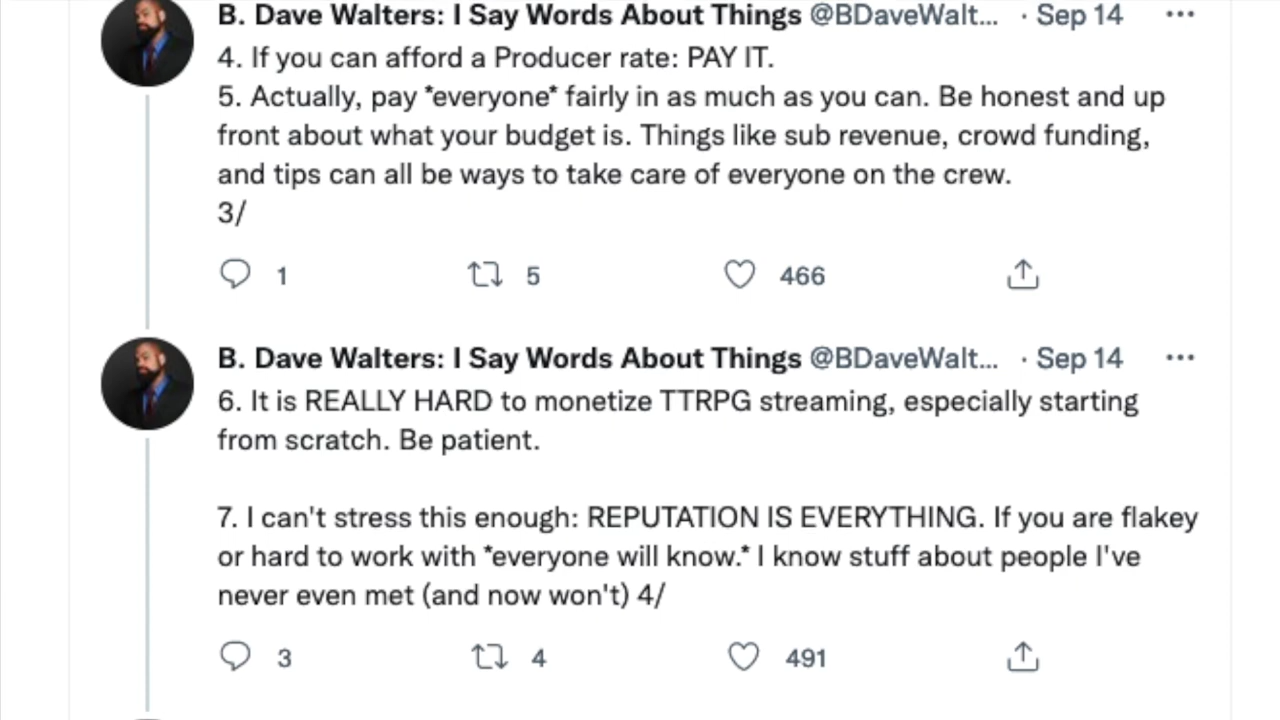 B. Dave Walters: I Say Words About Things @BDaveWalt... · Sep 14 ···
4. If you can afford a Producer rate: PAY IT.
5. Actually, pay *everyone* fairly in as much as you can. Be honest and up
front about what your budget is. Things like sub revenue, crowd funding,
and tips can all be ways to take care of everyone on the crew.
3/
1 5 466
B. Dave Walters: I Say Words About Things @BDaveWalt... · Sep 14 ···
6. It is REALLY HARD to monetize TTRPG streaming, especially starting
from scratch. Be patient.
7. I can't stress this enough: REPUTATION IS EVERYTHING. If you are flakey
or hard to work with *everyone will know.* I know stuff about people I've
never even met (and now won't) 4/
3 4 491